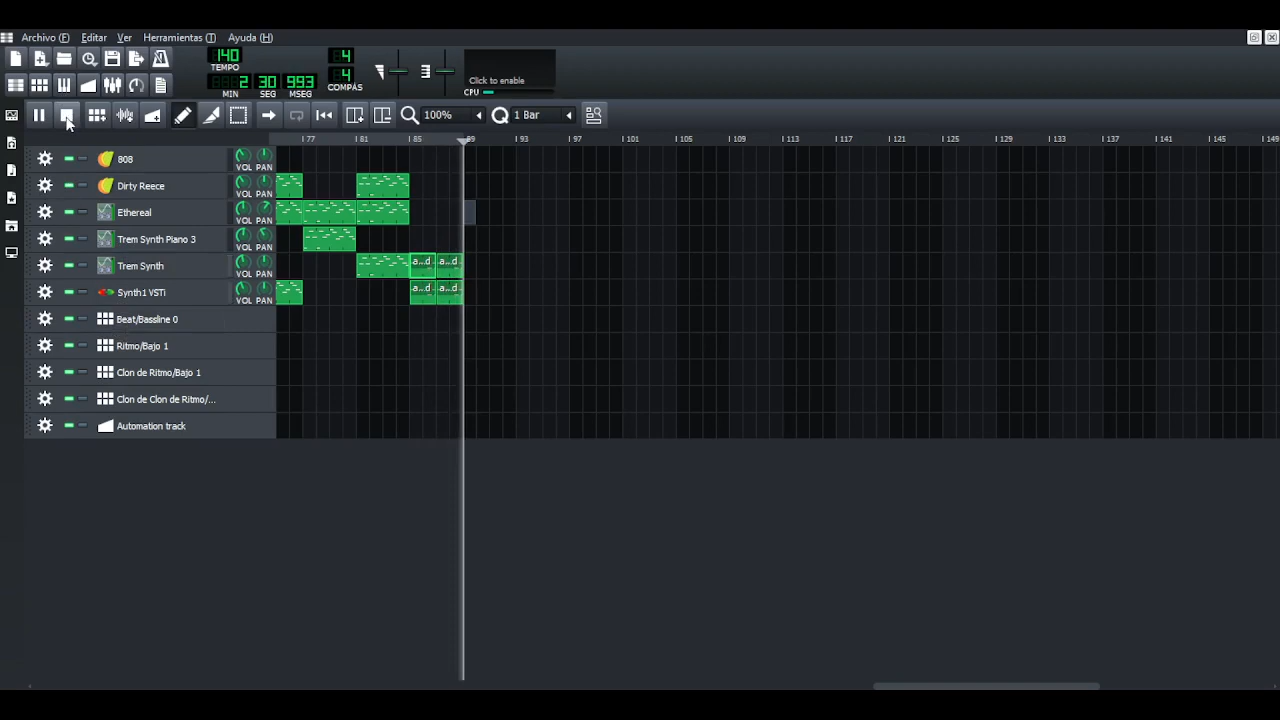 Archivo (F) Editar Ver Herramientas (T) Ayuda (H)
140
TEMPO
2 30 993
MIN SEG MSEG
4
4
COMPÁS
Click to enable
CPU
100% 1 Bar
77 81 85 89 93 97 101 105 109 113 117 121 125 129 133 137 141 145 149
808 VOL PAN
Dirty Reece VOL PAN
Ethereal VOL PAN
Trem Synth Piano 3 VOL PAN
Trem Synth VOL PAN a...d a...d
Synth1 VSTi VOL PAN a...d a...d
Beat/Bassline 0
Ritmo/Bajo 1
Clon de Ritmo/Bajo 1
Clon de Clon de Ritmo/...
Automation track